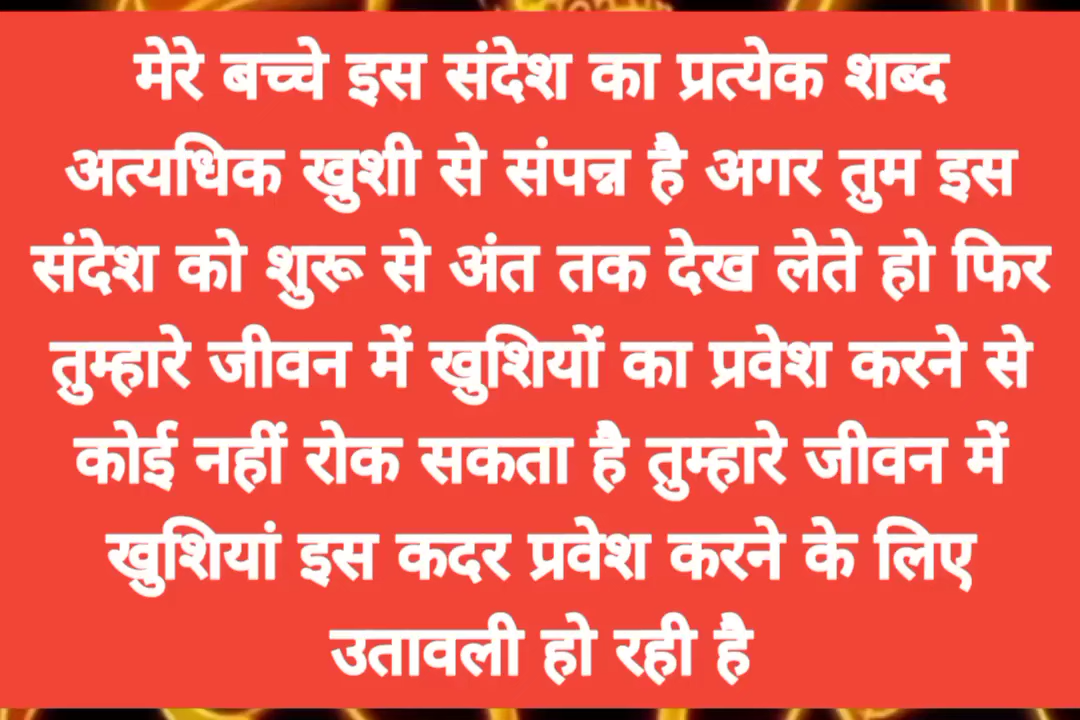 मेरे बच्चे इस संदेश का प्रत्येक शब्द
अत्यधिक खुशी से संपन्न है अगर तुम इस
संदेश को शुरू से अंत तक देख लेते हो फिर
तुम्हारे जीवन में खुशियों का प्रवेश करने से
कोई नहीं रोक सकता है तुम्हारे जीवन में
खुशियां इस कदर प्रवेश करने के लिए
उतावली हो रही है